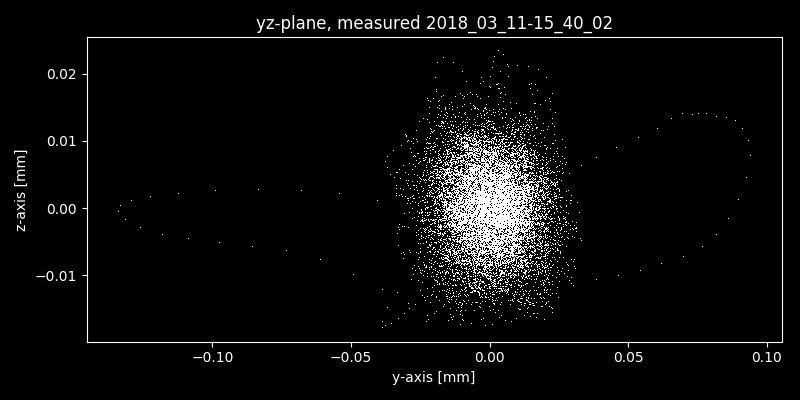 yz-plane, measured 2018_03_11-15_40_02
z-axis [mm]
0.02
0.01
0.00
−0.01
−0.10 −0.05 0.00 0.05 0.10
y-axis [mm]